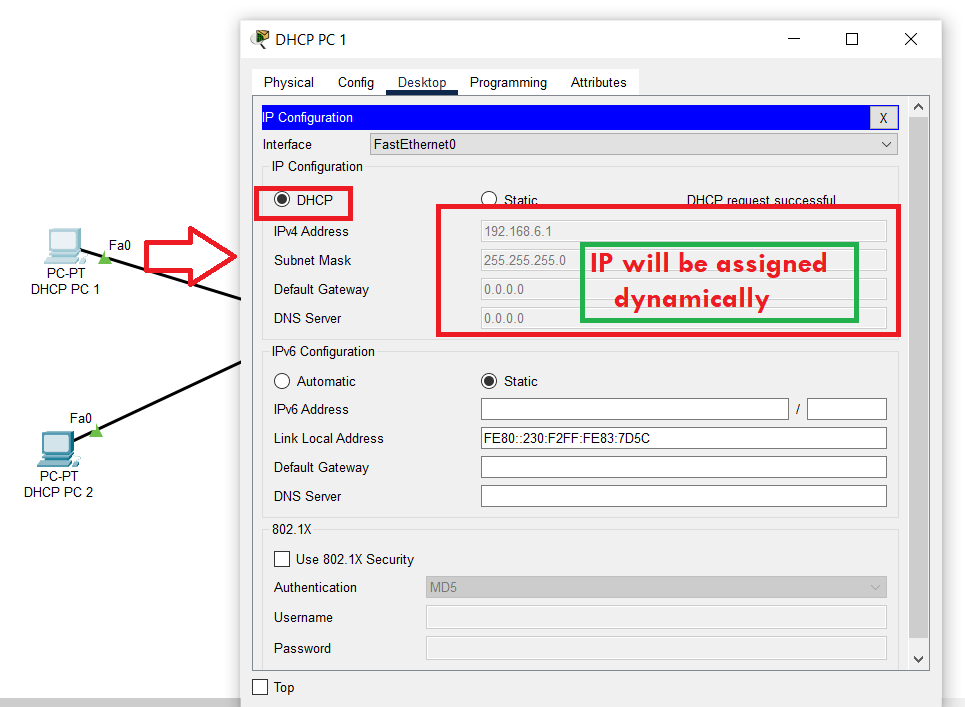 DHCP PC 1
Physical Config Desktop Programming Attributes
IP Configuration X
Interface FastEthernet0
IP Configuration
DHCP Static DHCP request successful
IPv4 Address 192.168.6.1
Subnet Mask 255.255.255.0
Default Gateway 0.0.0.0
DNS Server 0.0.0.0
IP will be assigned
dynamically
IPv6 Configuration
Automatic Static
IPv6 Address /
Link Local Address FE80::230:F2FF:FE83:7D5C
Default Gateway
DNS Server
802.1X
Use 802.1X Security
Authentication MD5
Username
Password
Top
Fa0
PC-PT
DHCP PC 1
Fa0
PC-PT
DHCP PC 2